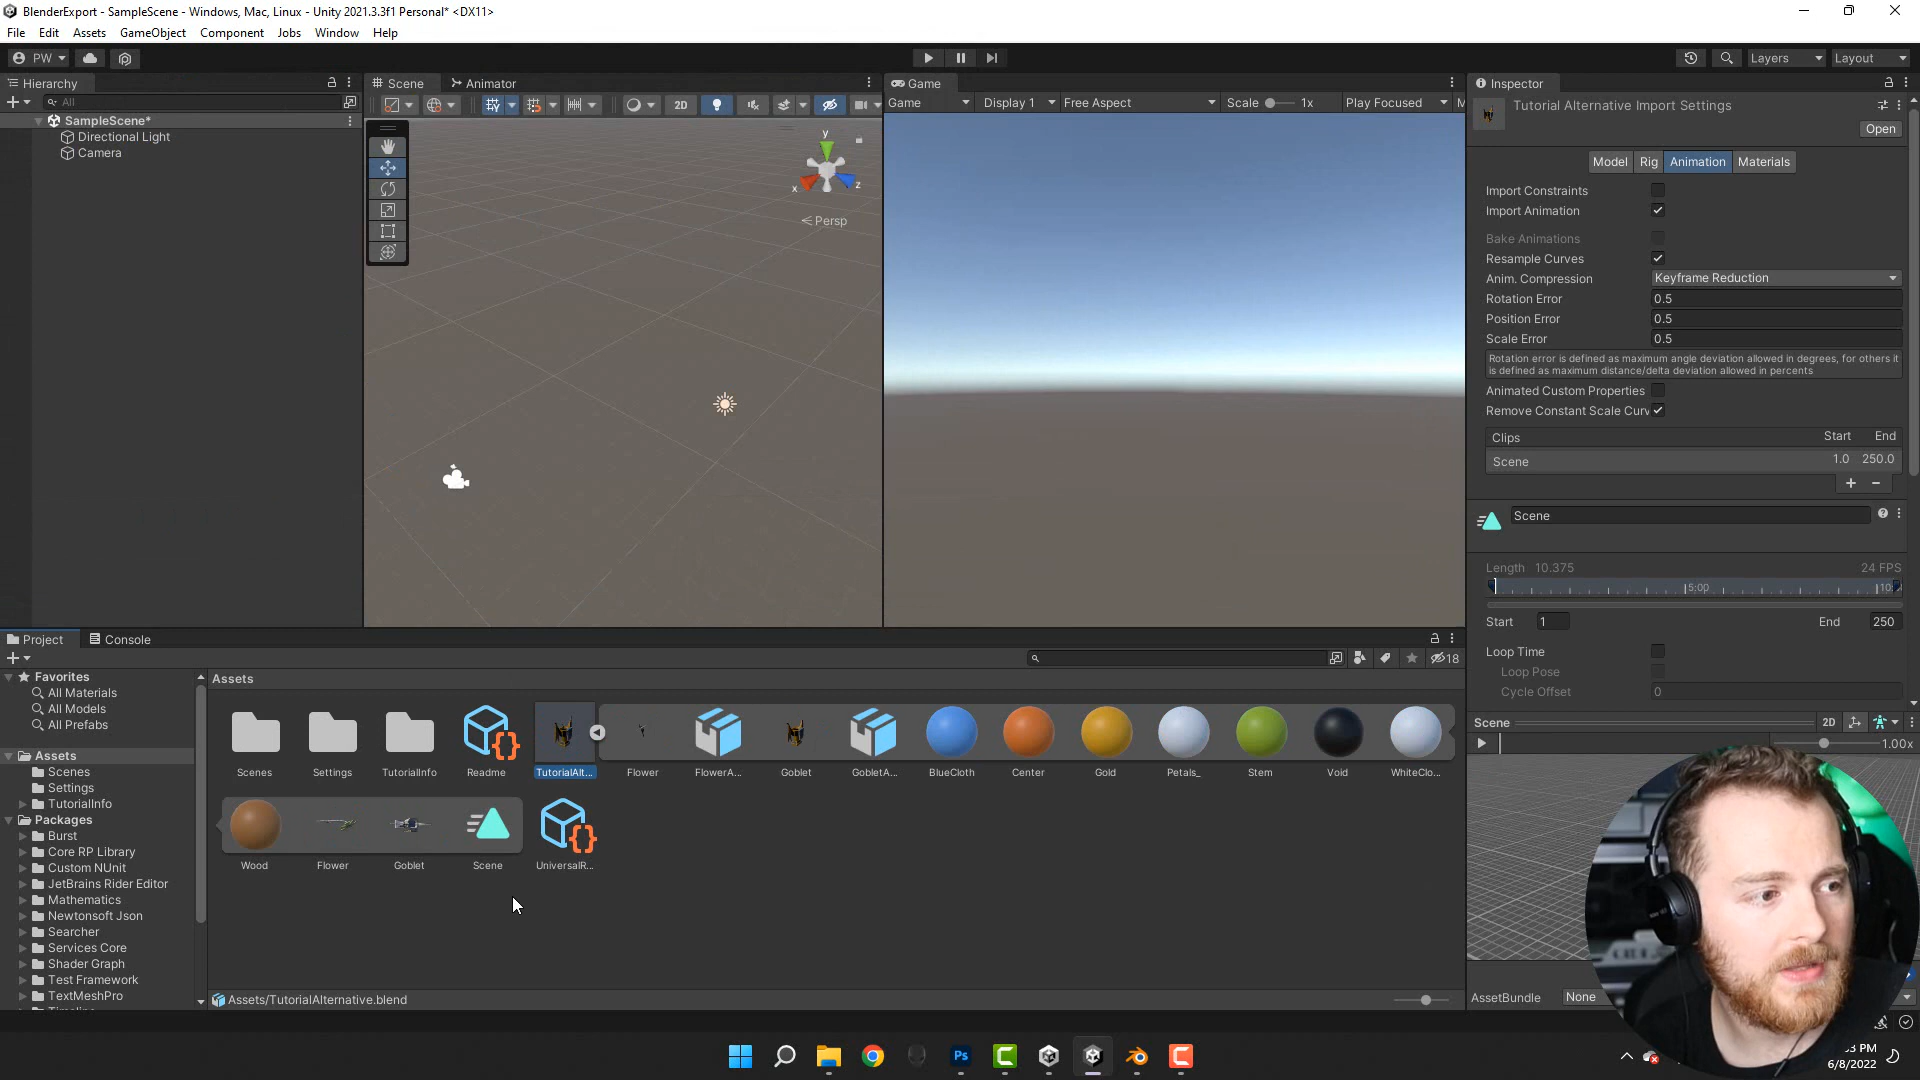 BlenderExport - SampleScene - Windows, Mac, Linux - Unity 2021.3.3f1 Personal* <DX11>
File Edit Assets GameObject Component Jobs Window Help
PW
Layers Layout
Hierarchy
All
SampleScene*
Directional Light
Camera
Scene Animator
2D
y
x
z
Persp
Game
Game Display 1 Free Aspect Scale 1x Play Focused M
Inspector
Tutorial Alternative Import Settings
Open
Model Rig Animation Materials
Import Constraints
Import Animation
Bake Animations
Resample Curves
Anim. Compression Keyframe Reduction
Rotation Error 0.5
Position Error 0.5
Scale Error 0.5
Rotation error is defined as maximum angle deviation allowed in degrees, for others it
is defined as maximum distance/delta deviation allowed in percents
Animated Custom Properties
Remove Constant Scale Curv
Clips Start End
Scene 1.0 250.0
+ −
Scene
Length 10.375 24 FPS
5:00 10:
Start 1 End 250
Loop Time
Loop Pose
Cycle Offset 0
Scene 2D
1.00x
AssetBundle None
Project Console
18
Favorites
All Materials
All Models
All Prefabs
Assets
Scenes
Settings
TutorialInfo
Packages
Burst
Core RP Library
Custom NUnit
JetBrains Rider Editor
Mathematics
Newtonsoft Json
Searcher
Services Core
Shader Graph
Test Framework
TextMeshPro
Assets
Scenes Settings TutorialInfo Readme TutorialAlt... Flower FlowerA... Goblet GobletA... BlueCloth Center Gold Petals_ Stem Void WhiteClo...
Wood Flower Goblet Scene UniversalR...
Assets/TutorialAlternative.blend
Ps
3 PM
6/8/2022